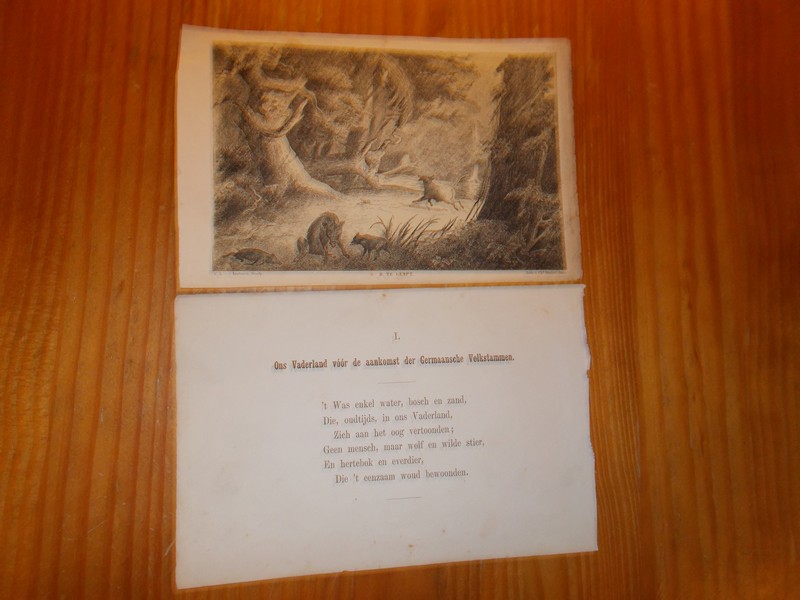 I.
Ons Vaderland vóór de aankomst der Germaansche Volkstammen.
't Was enkel water, bosch en zand,
Die, oudtijds, in ons Vaderland,
Zich aan het oog vertoonden;
Geen mensch, maar wolf en wilde stier,
En hertebok en everdier,
Die 't eenzaam woud bewoonden.